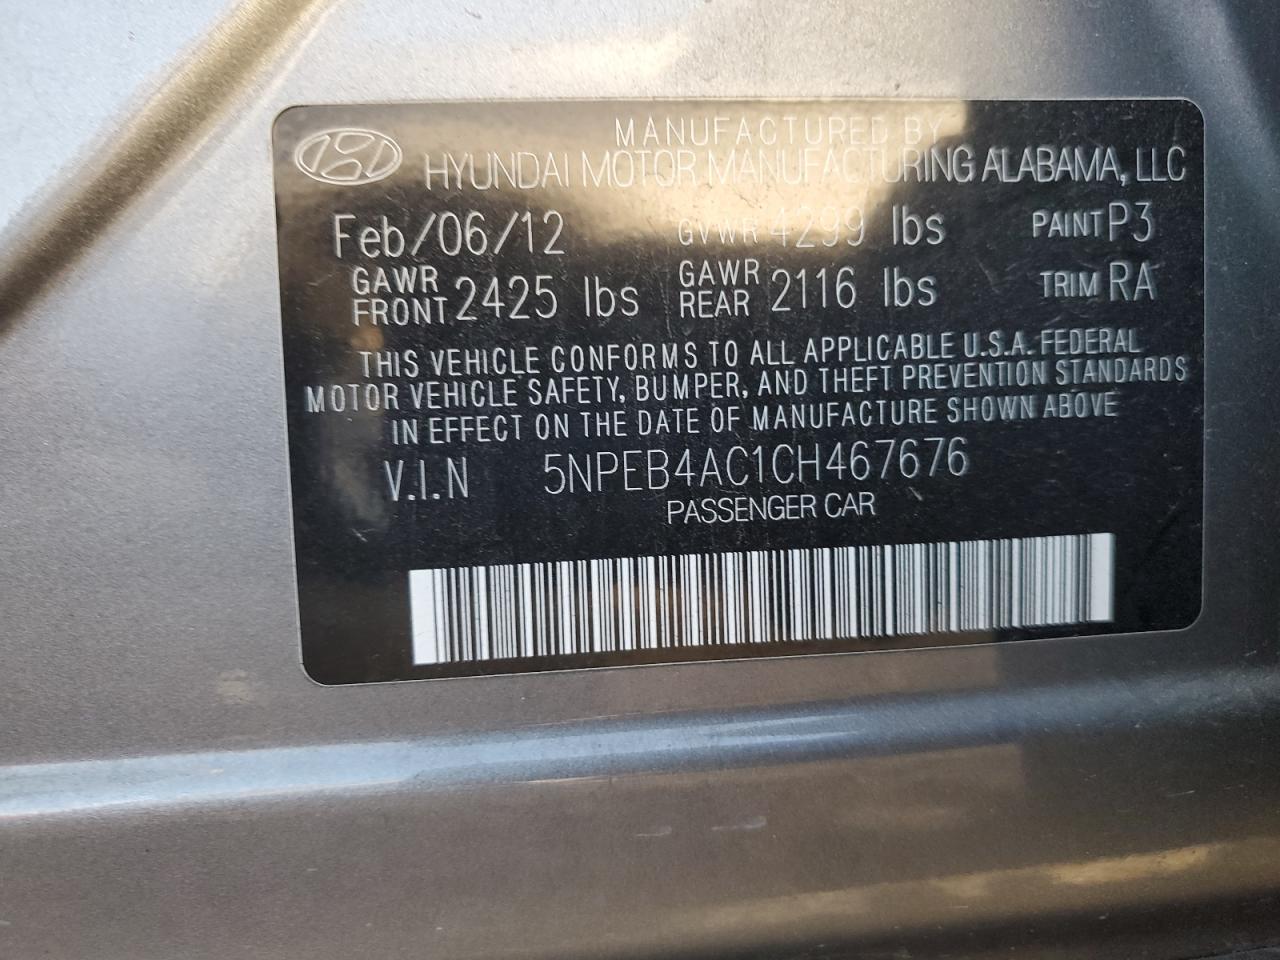 MANUFACTURED BY
HYUNDAI MOTOR MANUFACTURING ALABAMA, LLC
Feb/06/12 GVWR 4299 lbs PAINT P3
GAWR FRONT 2425 lbs GAWR REAR 2116 lbs TRIM RA
THIS VEHICLE CONFORMS TO ALL APPLICABLE U.S.A. FEDERAL
MOTOR VEHICLE SAFETY, BUMPER, AND THEFT PREVENTION STANDARDS
IN EFFECT ON THE DATE OF MANUFACTURE SHOWN ABOVE
V.I.N 5NPEB4AC1CH467676
PASSENGER CAR